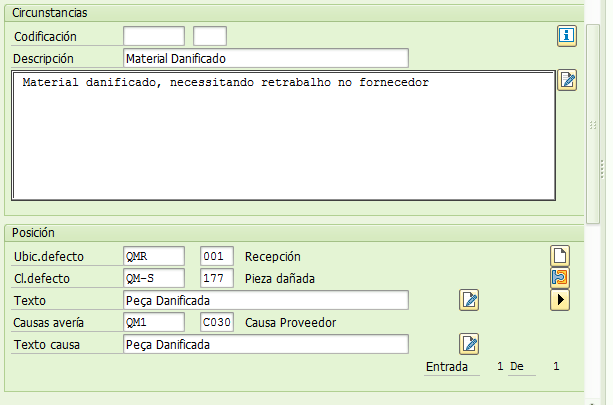 Circunstancias
Codificación
Descripción Material Danificado
Material danificado, necessitando retrabalho no fornecedor
Posición
Ubic.defecto QMR 001 Recepción
Cl.defecto QM-S 177 Pieza dañada
Texto Peça Danificada
Causas avería QM1 C030 Causa Proveedor
Texto causa Peça Danificada
Entrada 1 De 1